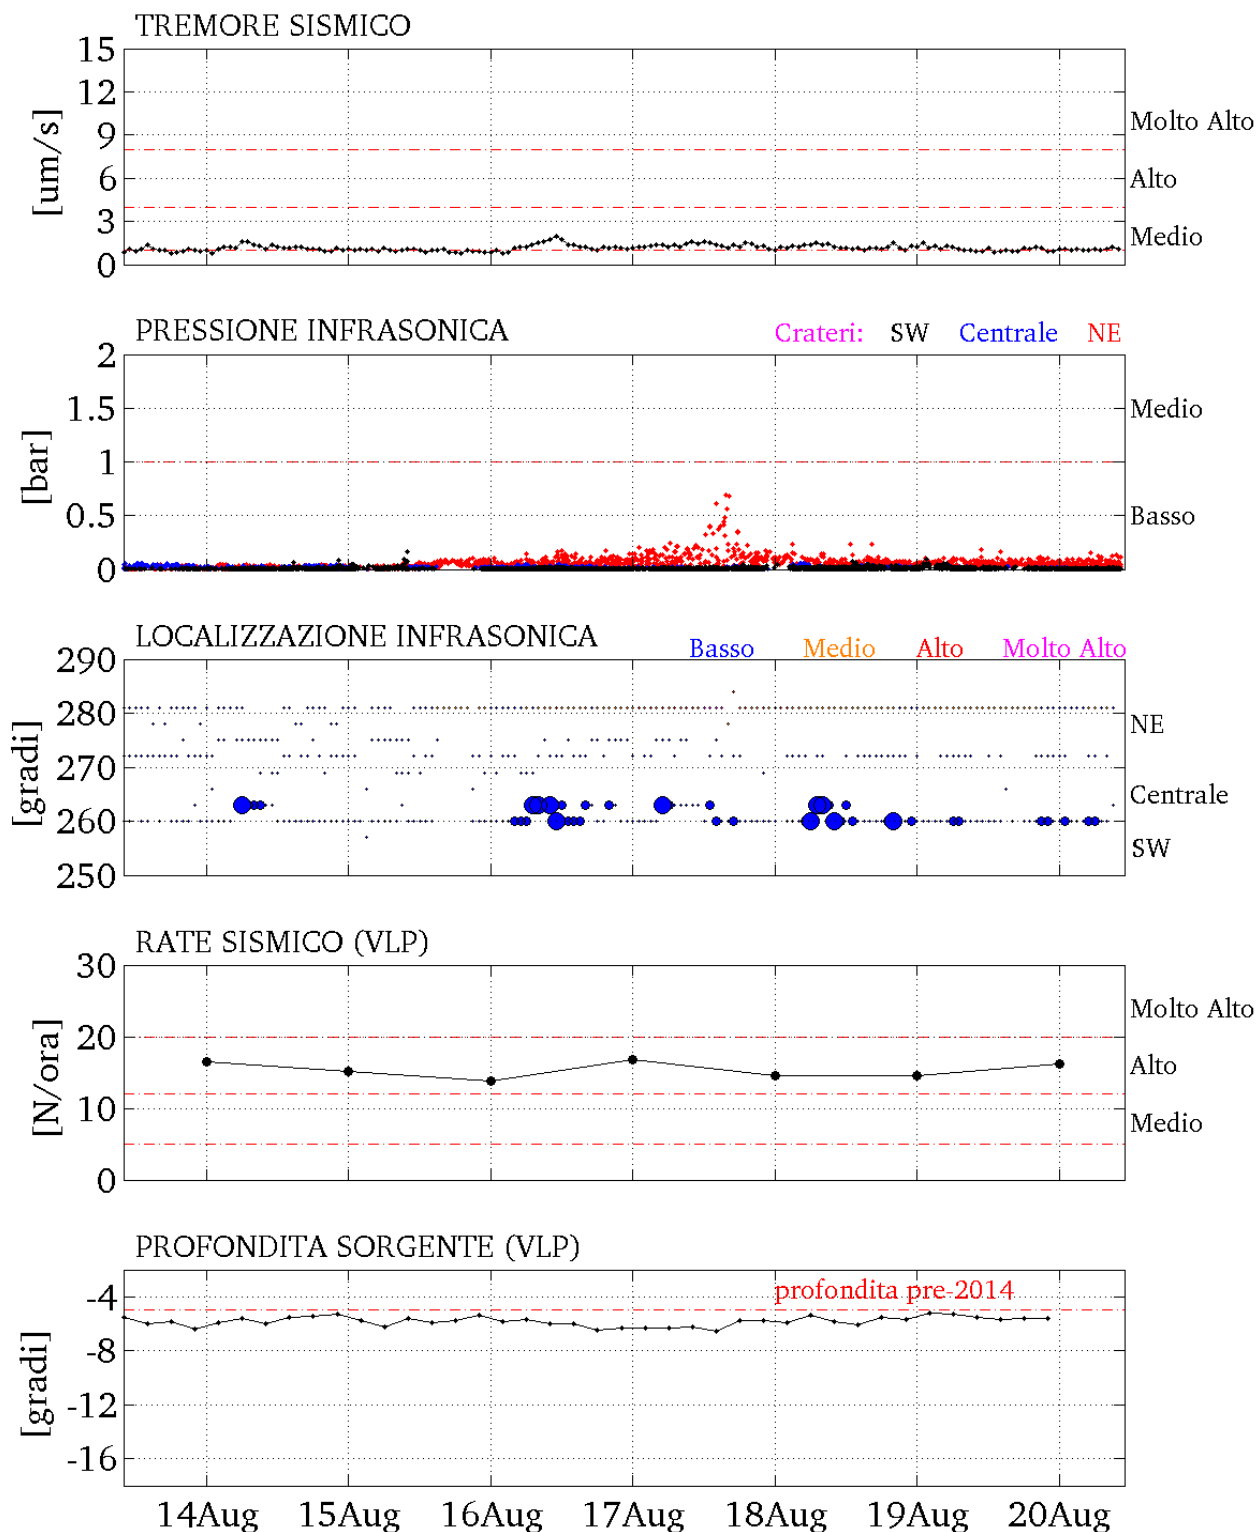 TREMORE SISMICO
15
12
9
6
3
0
[um/s]
Molto Alto
Alto
Medio
PRESSIONE INFRASONICA
Crateri: SW Centrale NE
2
1.5
1
0.5
0
[bar]
Medio
Basso
LOCALIZZAZIONE INFRASONICA
Basso Medio Alto Molto Alto
290
280
270
260
250
[gradi]
NE
Centrale
SW
RATE SISMICO (VLP)
30
20
10
0
[N/ora]
Molto Alto
Alto
Medio
PROFONDITA SORGENTE (VLP)
profondita pre-2014
-4
-8
-12
-16
[gradi]
14Aug 15Aug 16Aug 17Aug 18Aug 19Aug 20Aug